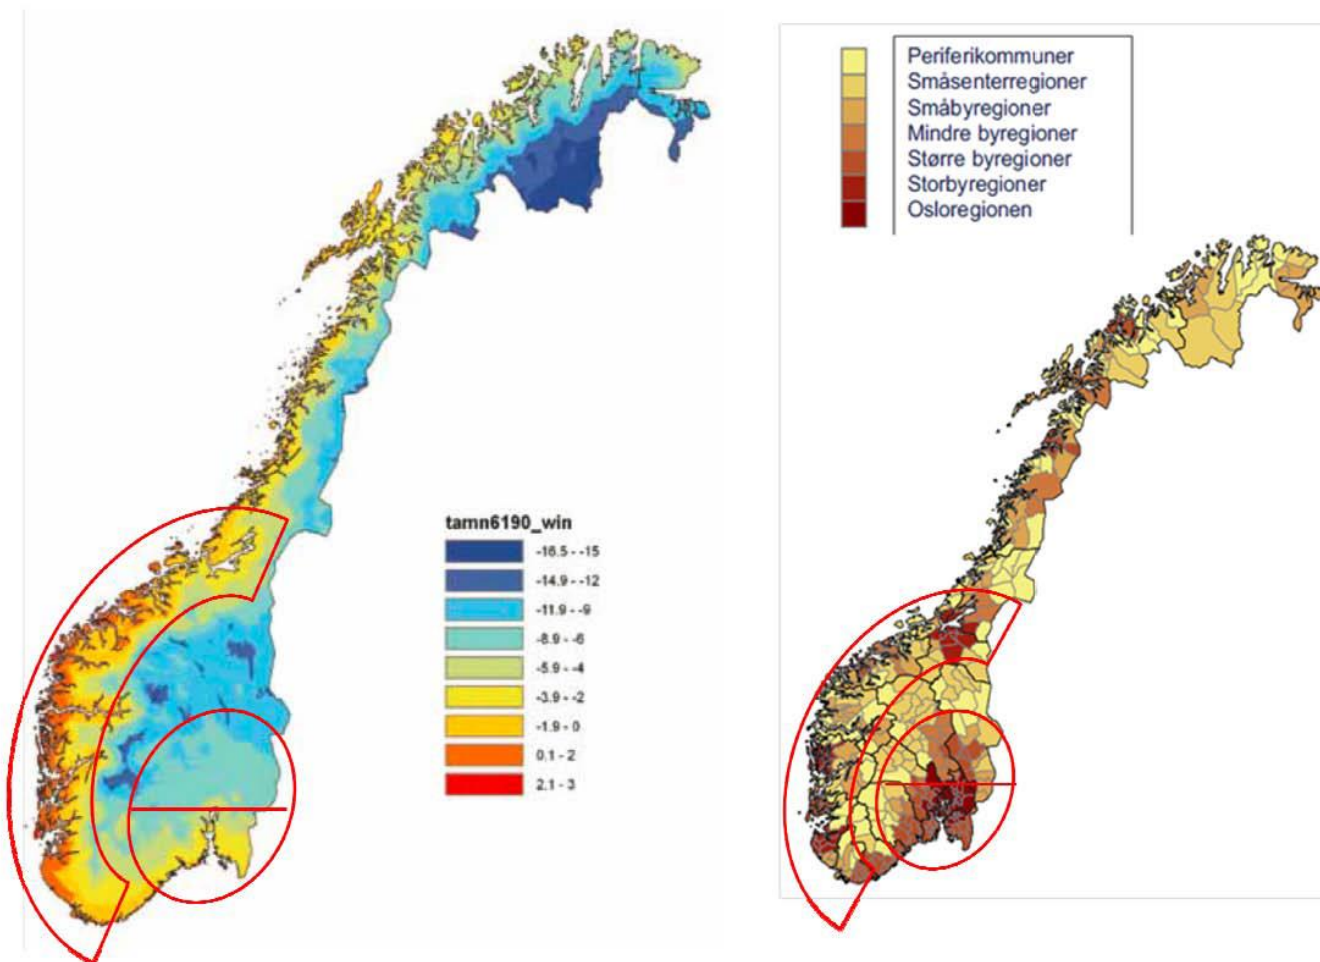 tamn6190_win
-16.5 - -15
-14.9 - -12
-11.9 - -9
-8.9 - -6
-5.9 - -4
-3.9 - -2
-1.9 - 0
0.1 - 2
2.1 - 3
Periferikommuner
Småsenterregioner
Småbyregioner
Mindre byregioner
Større byregioner
Storbyregioner
Osloregionen